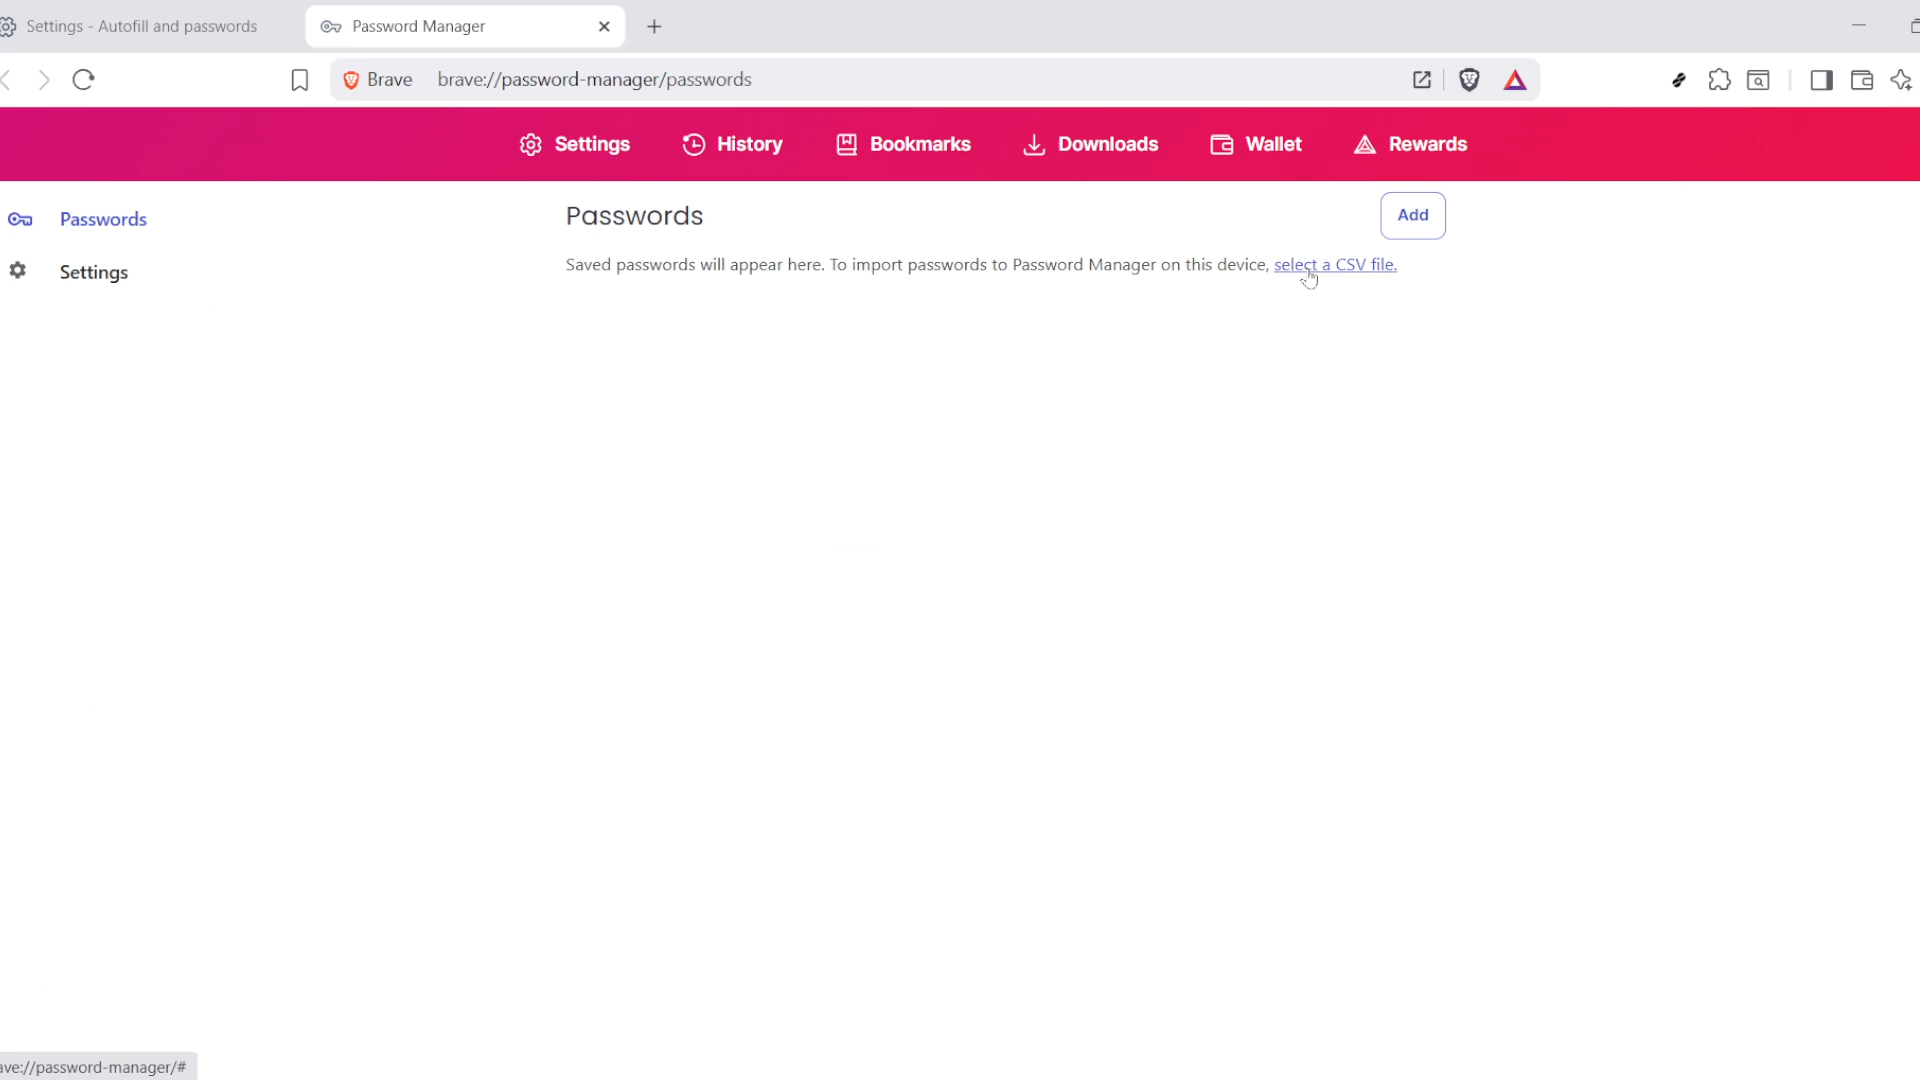 Settings - Autofill and passwords
Password Manager
Brave brave://password-manager/passwords
Settings History Bookmarks Downloads Wallet Rewards
Passwords
Settings
Passwords
Add
Saved passwords will appear here. To import passwords to Password Manager on this device, select a CSV file.
ave://password-manager/#